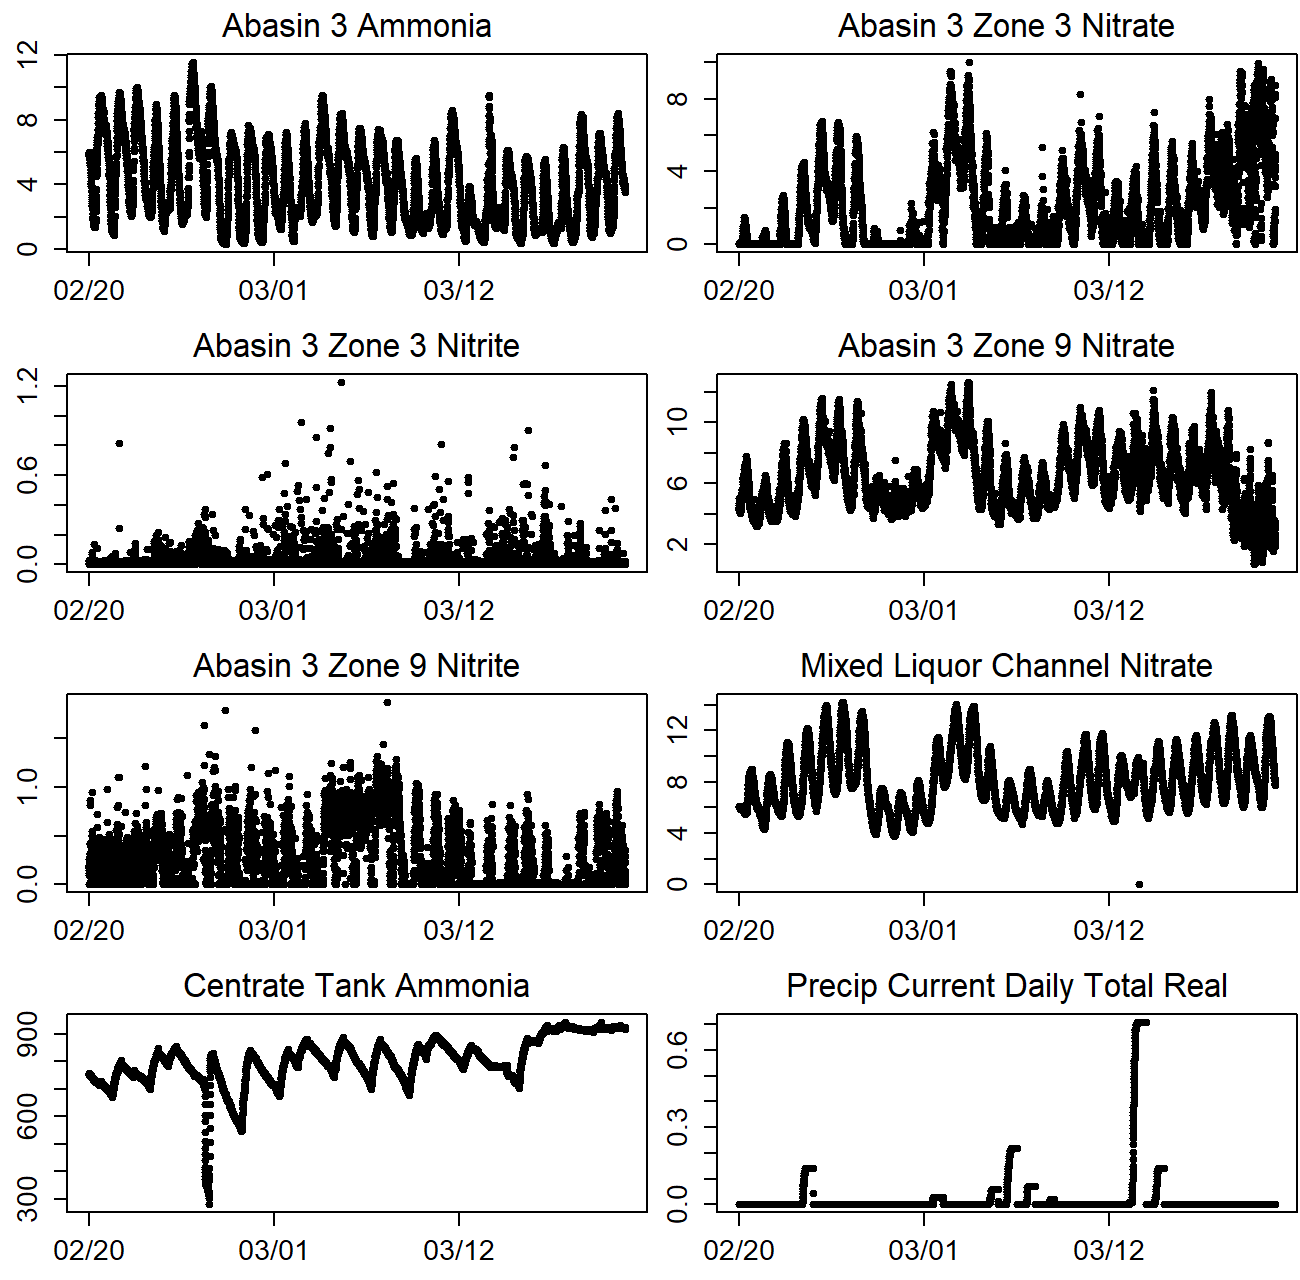 Abasin 3 Ammonia
12
8
4
0
02/20 03/01 03/12
Abasin 3 Zone 3 Nitrate
8
4
0
02/20 03/01 03/12
Abasin 3 Zone 3 Nitrite
1.2
0.6
0.0
02/20 03/01 03/12
Abasin 3 Zone 9 Nitrate
10
6
2
02/20 03/01 03/12
Abasin 3 Zone 9 Nitrite
1.0
0.0
02/20 03/01 03/12
Mixed Liquor Channel Nitrate
12
8
4
0
02/20 03/01 03/12
Centrate Tank Ammonia
900
600
300
02/20 03/01 03/12
Precip Current Daily Total Real
0.6
0.3
0.0
02/20 03/01 03/12